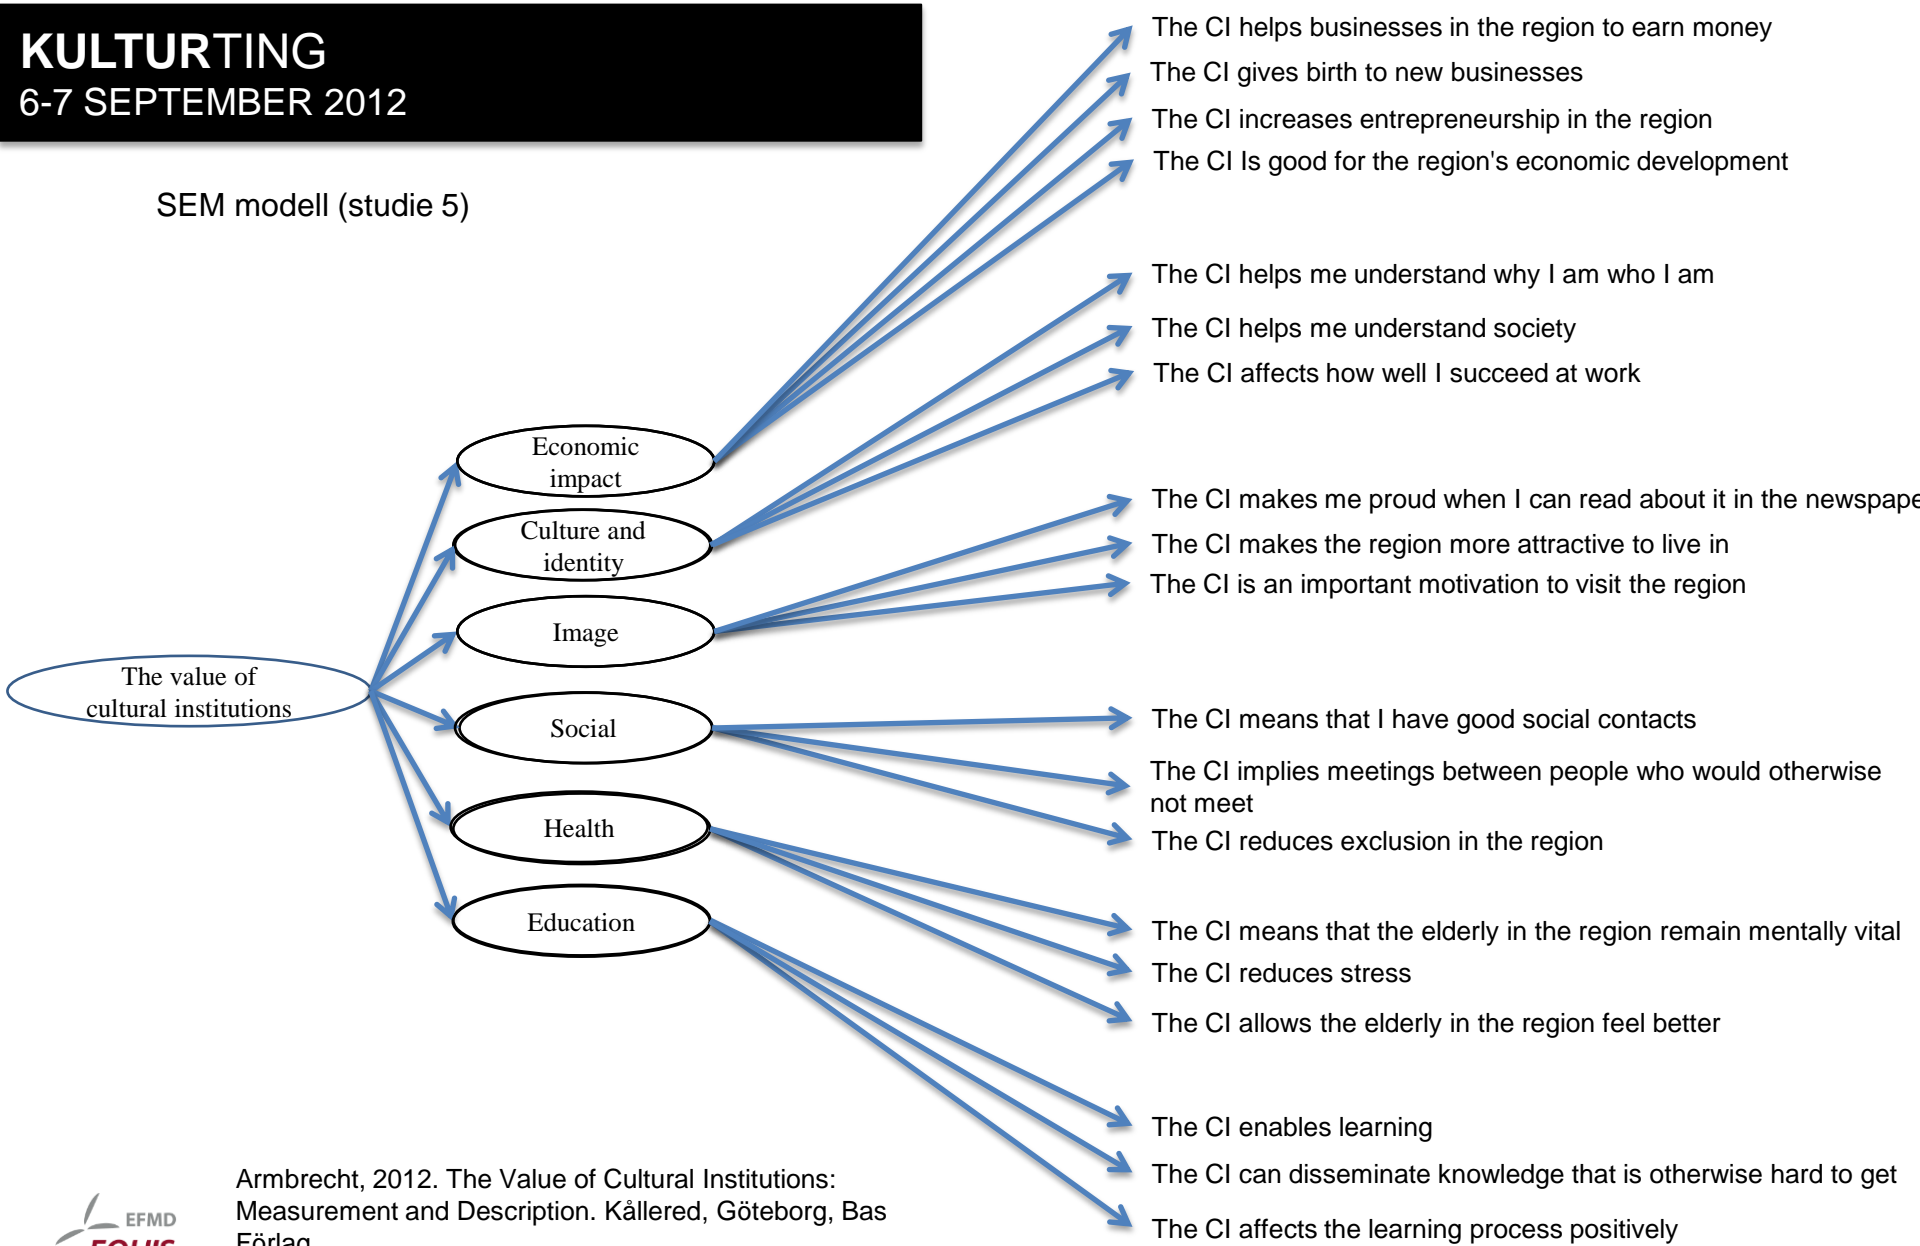 KULTURTING
6-7 SEPTEMBER 2012
SEM modell (studie 5)
The CI helps businesses in the region to earn money
The CI gives birth to new businesses
The CI increases entrepreneurship in the region
The CI Is good for the region's economic development
The CI helps me understand why I am who I am
The CI helps me understand society
The CI affects how well I succeed at work
Economic
impact
Culture and
identity
Image
Social
Health
Education
The value of
cultural institutions
The CI makes me proud when I can read about it in the newspape
The CI makes the region more attractive to live in
The CI is an important motivation to visit the region
The CI means that I have good social contacts
The CI implies meetings between people who would otherwise
not meet
The CI reduces exclusion in the region
The CI means that the elderly in the region remain mentally vital
The CI reduces stress
The CI allows the elderly in the region feel better
The CI enables learning
The CI can disseminate knowledge that is otherwise hard to get
The CI affects the learning process positively
Armbrecht, 2012. The Value of Cultural Institutions:
Measurement and Description. Kållered, Göteborg, Bas
Förlag
EFMD
EQUIS